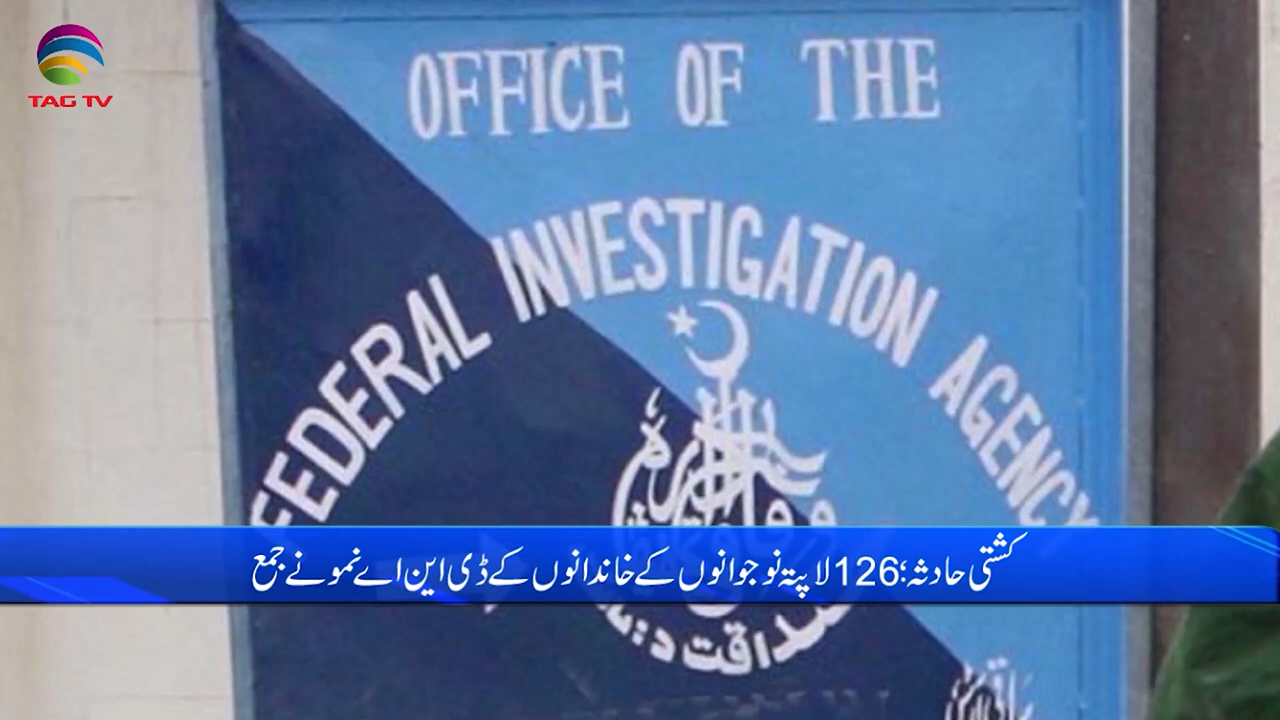 TAG TV
OFFICE OF THE
FEDERAL INVESTIGATION AGENCY
کشتی حادثہ؛ 126 لاپتہ نوجوانوں کے خاندانوں کے ڈی این اے نمونے جمع